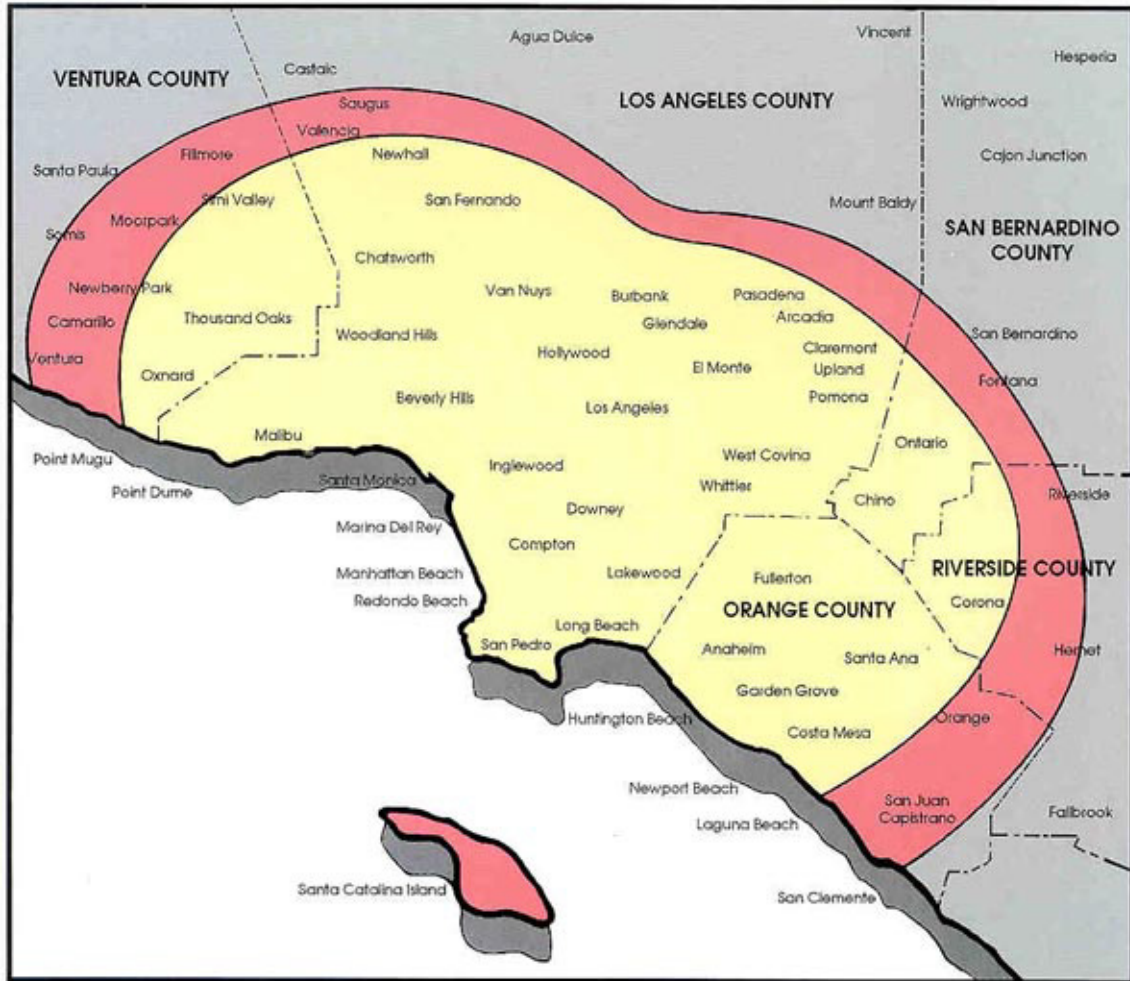 Agua Dulce
Vincent
Hesperia
Castaic
VENTURA COUNTY
LOS ANGELES COUNTY
Wrightwood
Saugus
Valencia
Fillmore
Newhall
Cajon Junction
Santa Paula
Simi Valley
San Fernando
Mount Baldy
Moorpark
Somis
SAN BERNARDINO
COUNTY
Chatsworth
Newberry Park
Van Nuys
Burbank
Pasadena
Camarillo
Thousand Oaks
Glendale
Arcadia
Woodland Hills
San Bernardino
Claremont
Hollywood
Ventura
El Monte
Upland
Oxnard
Fontana
Beverly Hills
Pomona
Los Angeles
Malibu
Ontario
West Covina
Point Mugu
Inglewood
Santa Monica
Whittier
Point Dume
Riverside
Chino
Downey
Marina Del Rey
Compton
Manhattan Beach
Lakewood
Fullerton
RIVERSIDE COUNTY
Redondo Beach
Corona
ORANGE COUNTY
Long Beach
San Pedro
Anaheim
Santa Ana
Hemet
Garden Grove
Huntington Beach
Orange
Costa Mesa
Newport Beach
San Juan
Capistrano
Laguna Beach
Fallbrook
Santa Catalina Island
San Clemente